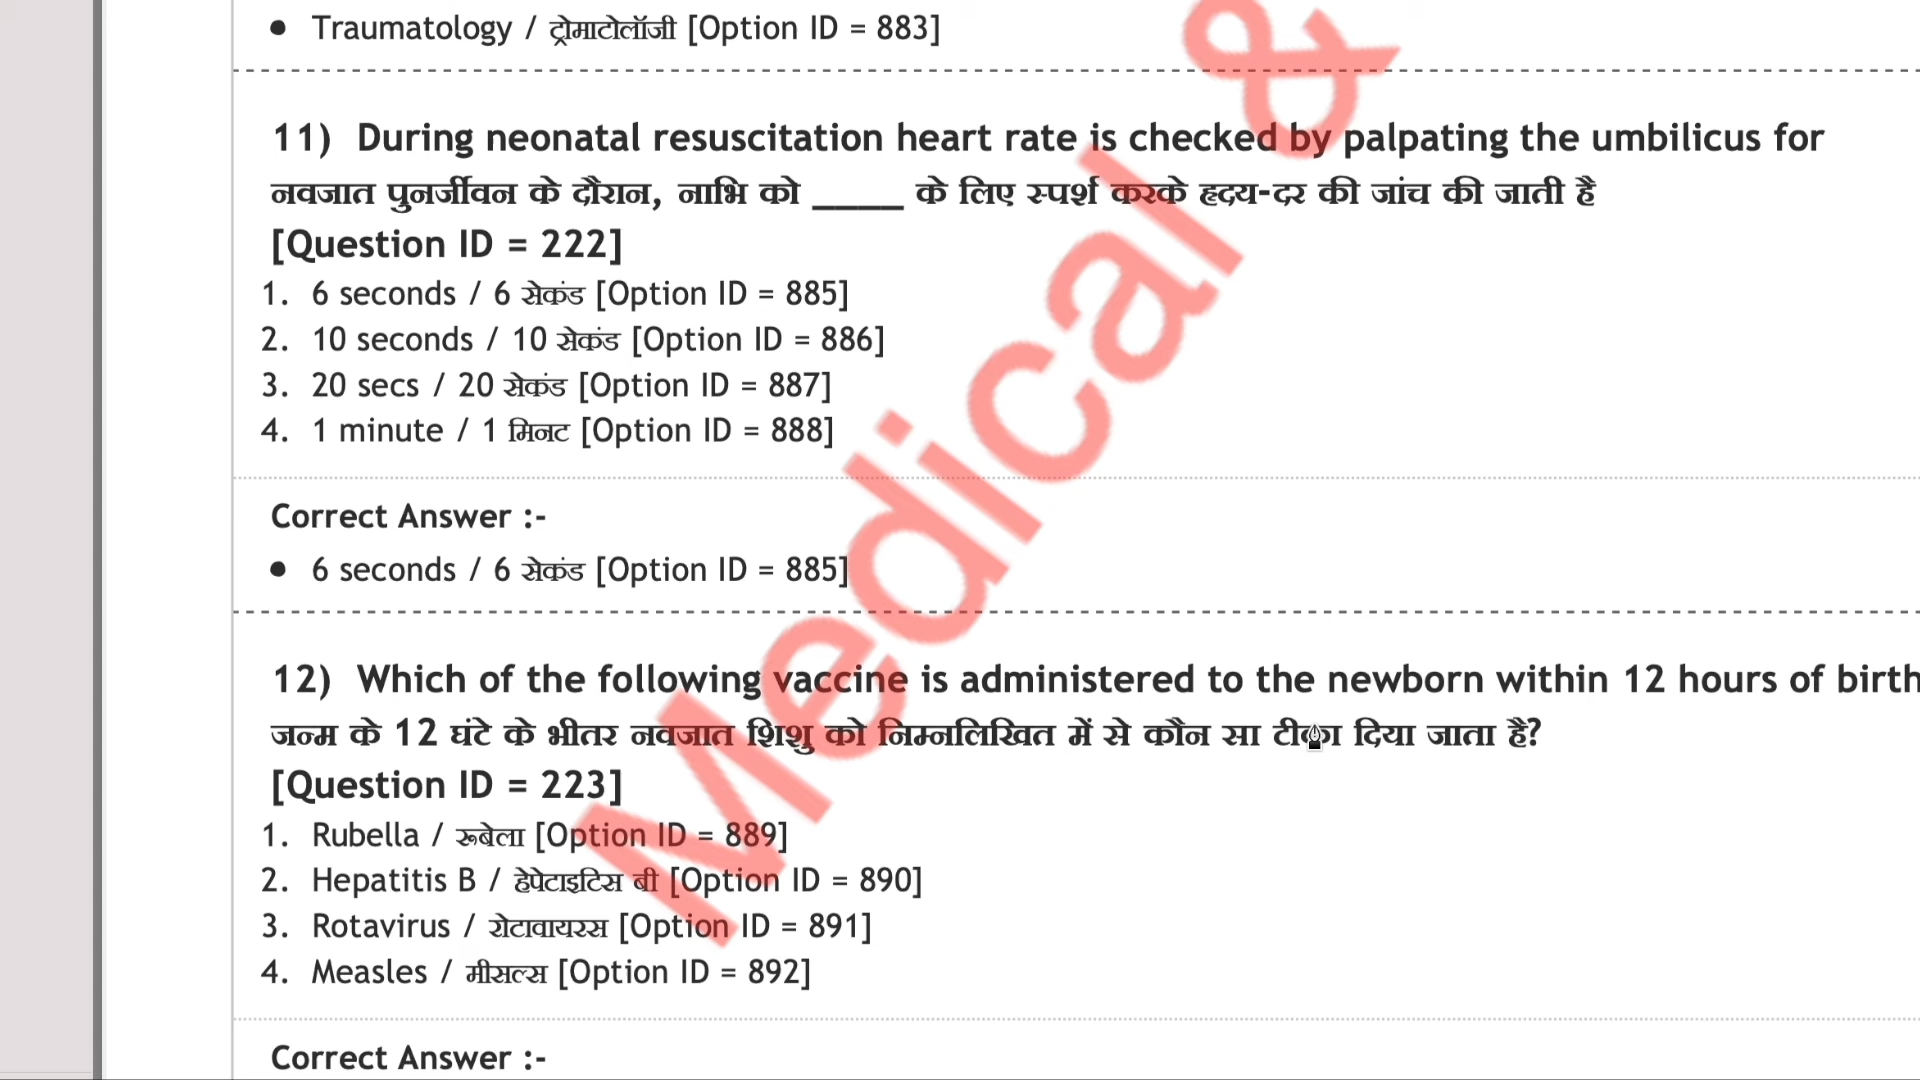 Traumatology / ट्रोमाटोलॉजी [Option ID = 883]
11) During neonatal resuscitation heart rate is checked by palpating the umbilicus for
नवजात पुनर्जीवन के दौरान, नाभि को ____ के लिए स्पर्श करके हृदय-दर की जांच की जाती है
[Question ID = 222]
1. 6 seconds / 6 सेकंड [Option ID = 885]
2. 10 seconds / 10 सेकंड [Option ID = 886]
3. 20 secs / 20 सेकंड [Option ID = 887]
4. 1 minute / 1 मिनट [Option ID = 888]
Correct Answer :-
6 seconds / 6 सेकंड [Option ID = 885]
12) Which of the following vaccine is administered to the newborn within 12 hours of birth
जन्म के 12 घंटे के भीतर नवजात शिशु को निम्नलिखित में से कौन सा टीका दिया जाता है?
[Question ID = 223]
1. Rubella / रूबेला [Option ID = 889]
2. Hepatitis B / हेपेटाइटिस बी [Option ID = 890]
3. Rotavirus / रोटावायरस [Option ID = 891]
4. Measles / मीसल्स [Option ID = 892]
Correct Answer :-
Medical &